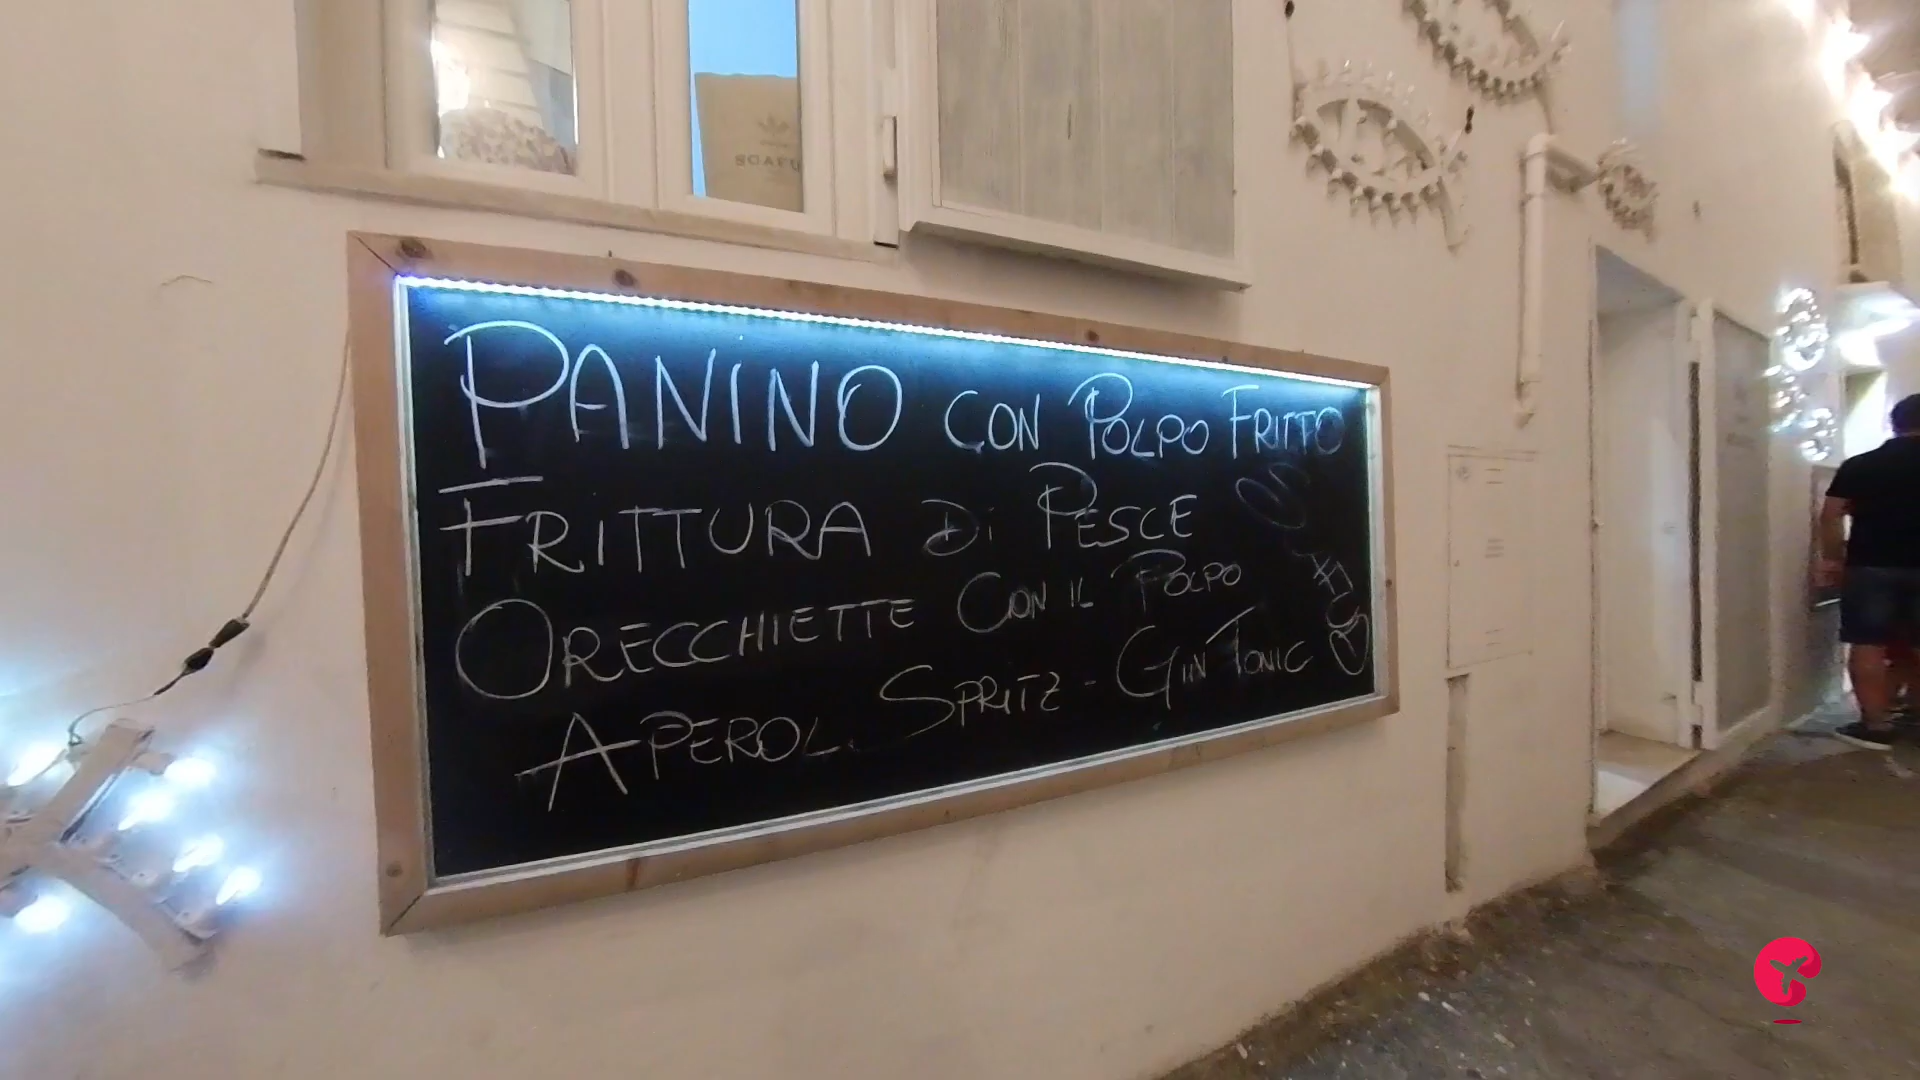 PANINO CON POLPO FRITTO
FRITTURA Di PESCE
ORECCHIETTE CON IL POLPO
APEROL SPRITZ - GIN TONIC